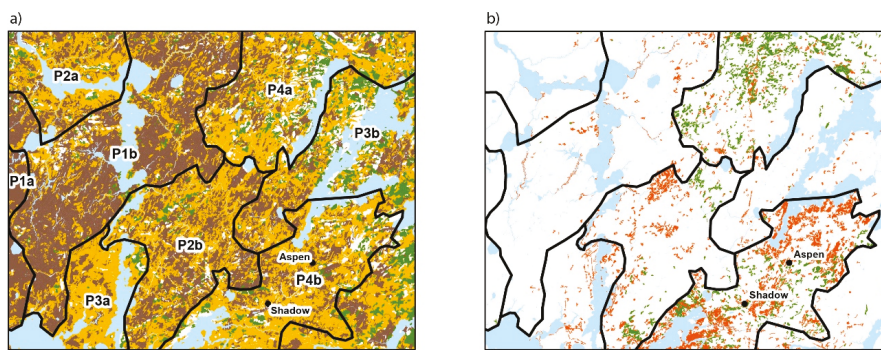 a)
P2a
P4a
P3b
P1b
P1a
P2b
Aspen
P4b
P3a
Shadow
b)
Aspen
Shadow